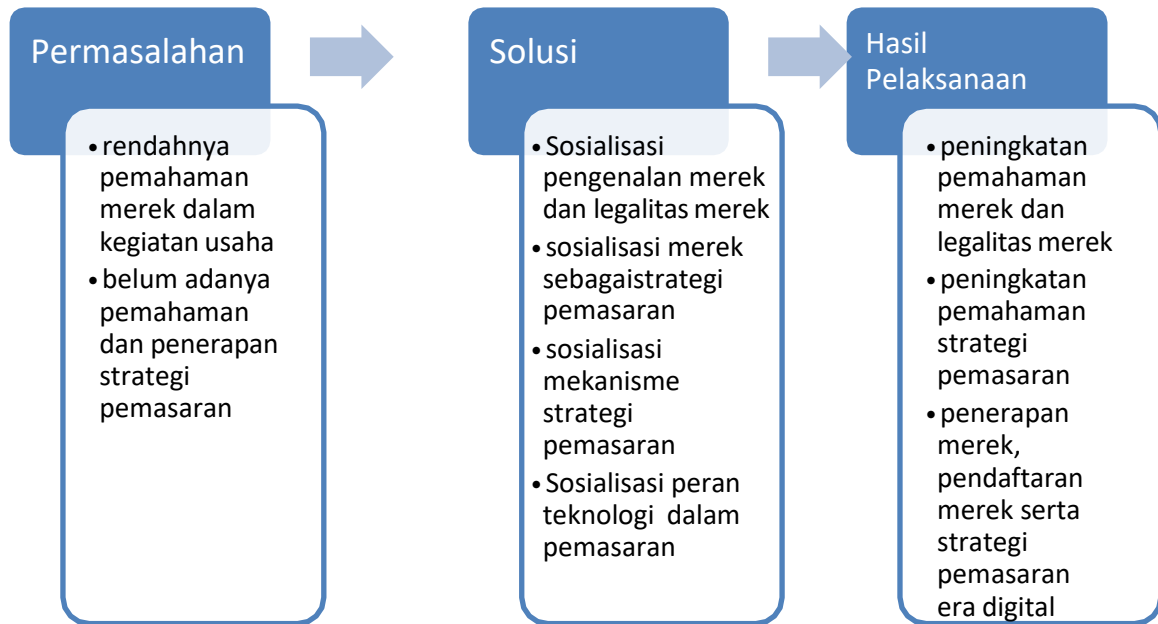 Permasalahan
• rendahnya
pemahaman
merek dalam
kegiatan usaha
• belum adanya
pemahaman
dan penerapan
strategi
pemasaran
Solusi
• Sosialisasi
pengenalan merek
dan legalitas merek
• sosialisasi merek
sebagaistrategi
pemasaran
• sosialisasi
mekanisme
strategi
pemasaran
• Sosialisasi peran
teknologi dalam
pemasaran
Hasil
Pelaksanaan
• peningkatan
pemahaman
merek dan
legalitas merek
• peningkatan
pemahaman
strategi
pemasaran
• penerapan
merek,
pendaftaran
merek serta
strategi
pemasaran
era digital